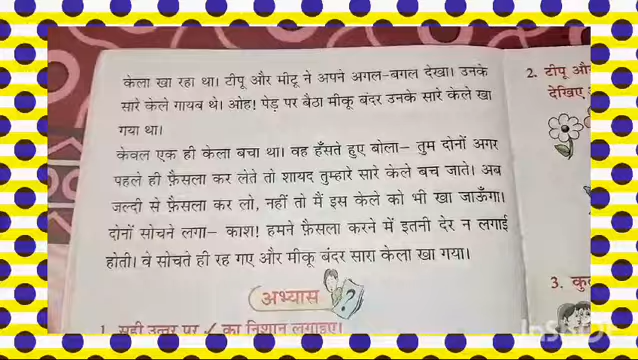 केला खा रहा था। टीपू और मीटू ने अपने अगल-बगल देखा। उनके
सारे केले गायब थे। ओह! पेड़ पर बैठा मीकू बंदर उनके सारे केले खा
गया था।
केवल एक ही केला बचा था। वह हँसते हुए बोला– तुम दोनों अगर
पहले ही फ़ैसला कर लेते तो शायद तुम्हारे सारे केले बच जाते। अब
जल्दी से फ़ैसला कर लो, नहीं तो मैं इस केले को भी खा जाऊँगा।
दोनों सोचने लगा– काश! हमने फ़ैसला करने में इतनी देर न लगाई
होती। वे सोचते ही रह गए और मीकू बंदर सारा केला खा गया।
अभ्यास
1. सही उत्तर पर ✓ का निशान लगाइए।
2. टीपू और
देखिए
3.